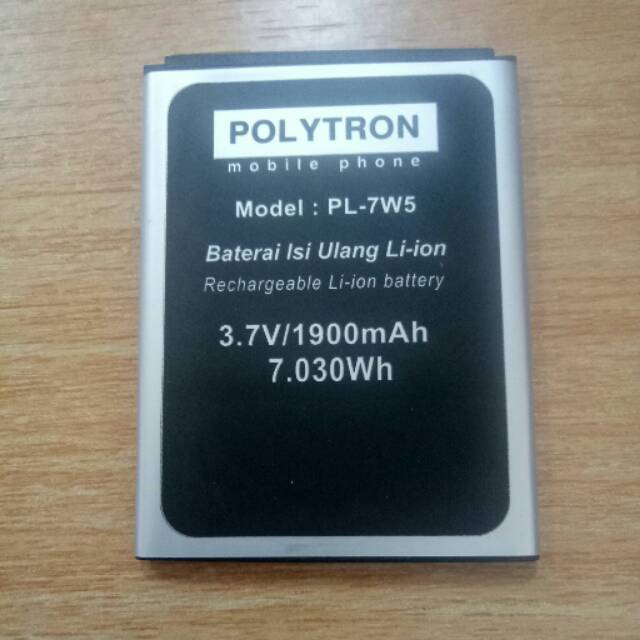 POLYTRON
mobile phone
Model : PL-7W5
Baterai Isi Ulang Li-ion
Rechargeable Li-ion battery
3.7V/1900mAh
7.030Wh